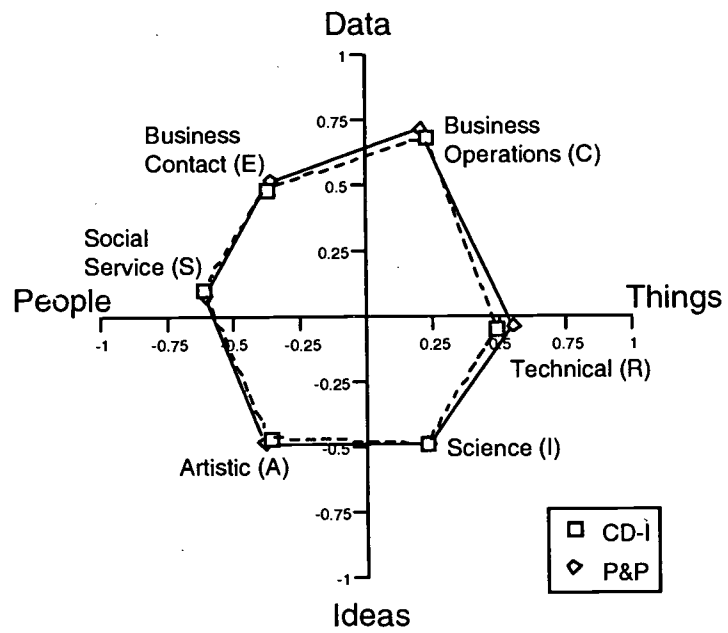 Data
1
0.75
Business
Operations (C)
Business
Contact (E)
0.5
0.25
Social
Service (S)
People
Things
-1
-0.75
-0.5
-0.25
0.25
0.5
0.75
1
Technical (R)
-0.25
-0.5
Science (I)
Artistic (A)
-0.75
CD-I
P&P
-1
Ideas